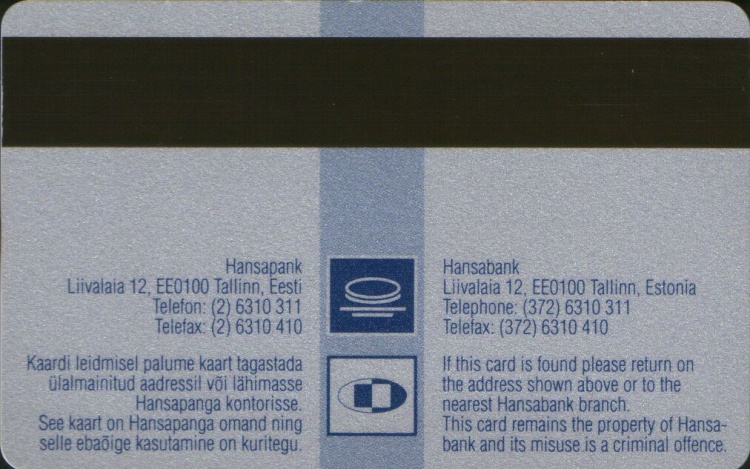 Hansapank
Liivalaia 12, EE0100 Tallinn, Eesti
Telefon: (2) 6310 311
Telefax: (2) 6310 410
Kaardi leidmisel palume kaart tagastada
ülalmainitud aadressil või lähimasse
Hansapanga kontorisse.
See kaart on Hansapanga omand ning
selle ebaõige kasutamine on kuritegu.
Hansabank
Liivalaia 12, EE0100 Tallinn, Estonia
Telephone: (372) 6310 311
Telefax: (372) 6310 410
If this card is found please return on
the address shown above or to the
nearest Hansabank branch.
This card remains the property of Hansa-
bank and its misuse is a criminal offence.